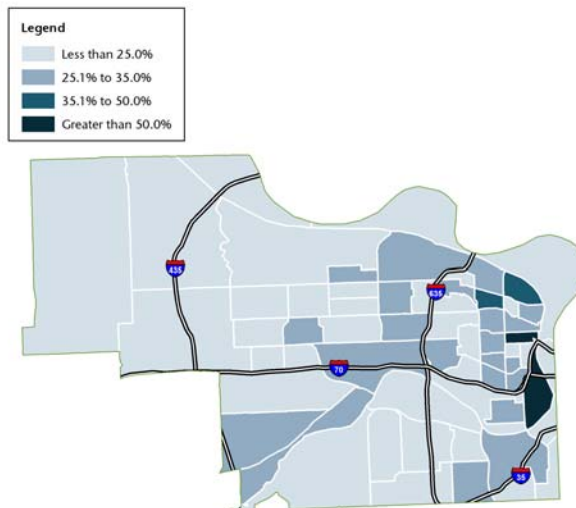 Legend
Less than 25.0%
25.1% to 35.0%
35.1% to 50.0%
Greater than 50.0%
435
635
70
35